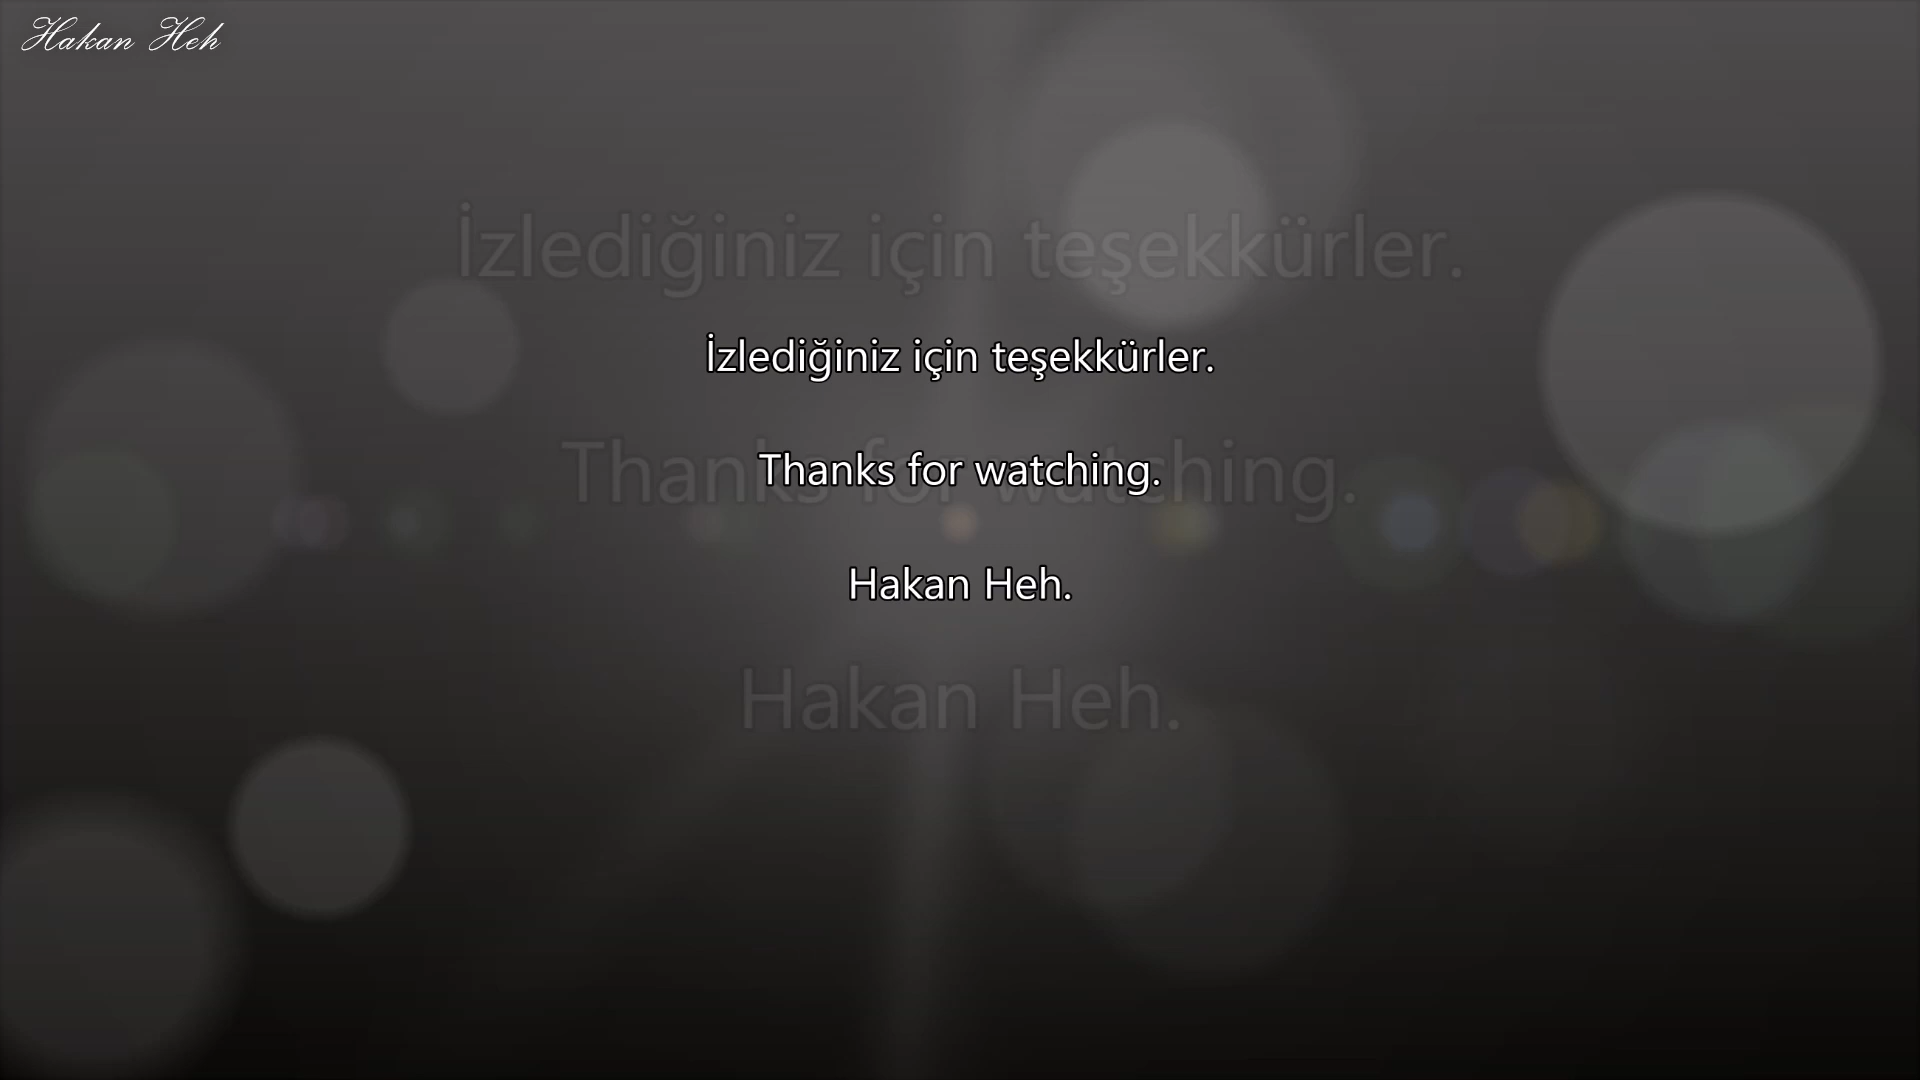 Hakan Heh
İzlediğiniz için teşekkürler.
İzlediğiniz için teşekkürler.
Thanks for watching.
Thanks for watching.
Hakan Heh.
Hakan Heh.